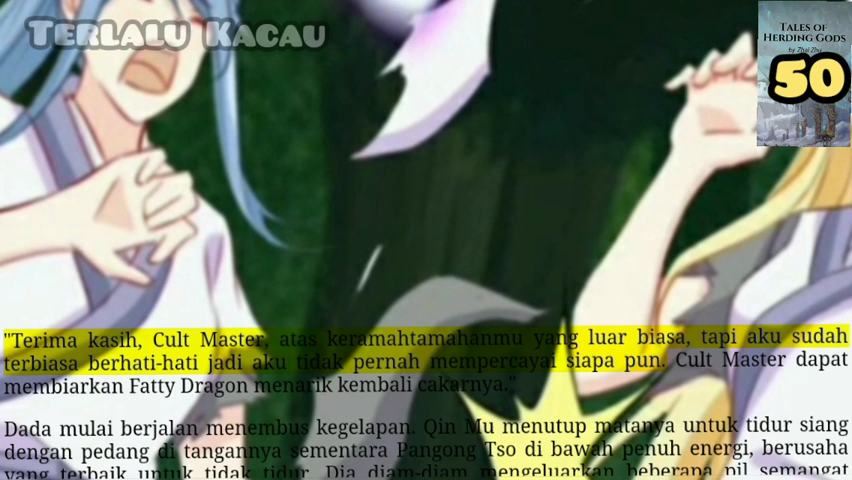 Terlalu Kacau
TALES OF
HERDING GODS
by Zhai Zhu
50
"Terima kasih, Cult Master, atas keramahtamahanmu yang luar biasa, tapi aku sudah
terbiasa berhati-hati jadi aku tidak pernah mempercayai siapa pun. Cult Master dapat
membiarkan Fatty Dragon menarik kembali cakarnya."
Dada mulai berjalan menembus kegelapan. Qin Mu menutup matanya untuk tidur siang
dengan pedang di tangannya sementara Pangong Tso di bawah penuh energi, berusaha
yang terbaik untuk tidak tidur. Dia diam-diam mengeluarkan beberapa pil semangat